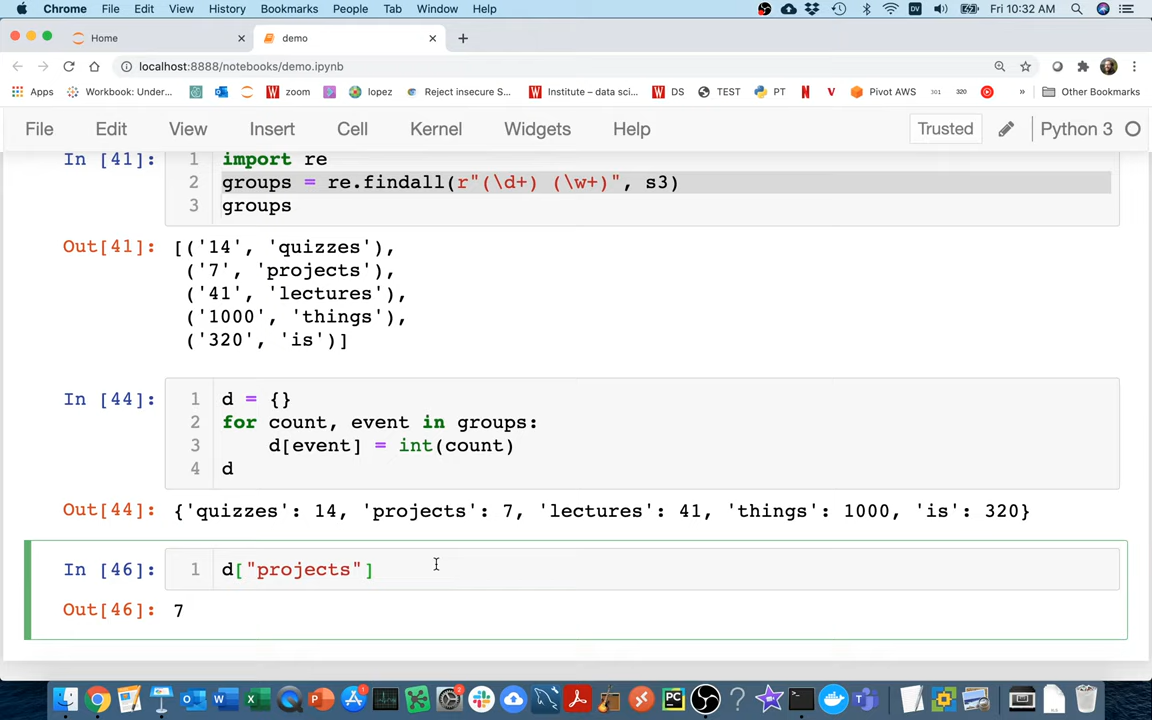 Chrome File Edit View History Bookmarks People Tab Window Help DV Fri 10:32 AM
Home demo
localhost:8888/notebooks/demo.ipynb
Apps Workbook: Under... zoom lopez Reject insecure S... Institute – data sci... DS TEST PT Pivot AWS 301 320 » Other Bookmarks
File Edit View Insert Cell Kernel Widgets Help Trusted Python 3
In [41]: 1 import re
2 groups = re.findall(r"(\d+) (\w+)", s3)
3 groups
Out[41]: [('14', 'quizzes'),
('7', 'projects'),
('41', 'lectures'),
('1000', 'things'),
('320', 'is')]
In [44]: 1 d = {}
2 for count, event in groups:
3 d[event] = int(count)
4 d
Out[44]: {'quizzes': 14, 'projects': 7, 'lectures': 41, 'things': 1000, 'is': 320}
In [46]: 1 d["projects"]
Out[46]: 7